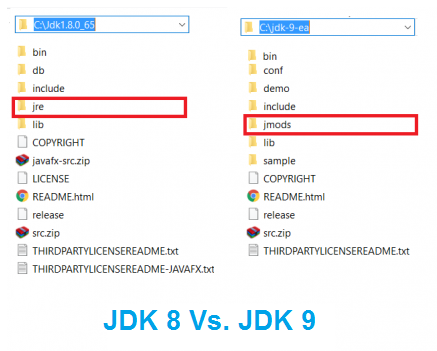 C:\Jdk1.8.0_65
bin
db
include
jre
lib
COPYRIGHT
javafx-src.zip
LICENSE
README.html
release
src.zip
THIRDPARTYLICENSEREADME.txt
THIRDPARTYLICENSEREADME-JAVAFX.txt
C:\jdk-9-ea
bin
conf
demo
include
jmods
lib
sample
COPYRIGHT
README.html
release
src.zip
THIRDPARTYLICENSEREADME.txt
JDK 8 Vs. JDK 9